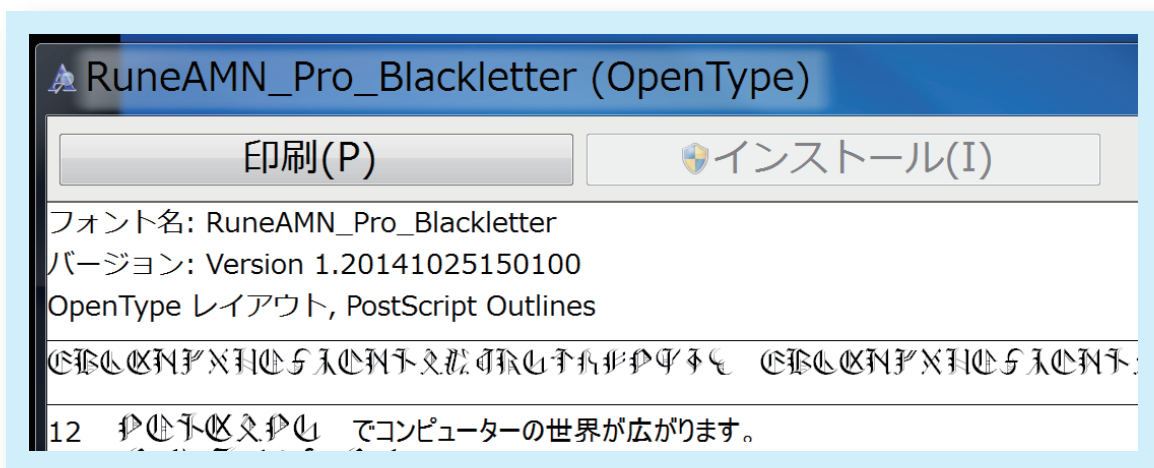 RuneAMN_Pro_Blackletter (OpenType)
印刷(P) インストール(I)
フォント名: RuneAMN_Pro_Blackletter
バージョン: Version 1.20141025150100
OpenType レイアウト, PostScript Outlines
12 でコンピューターの世界が広がります。